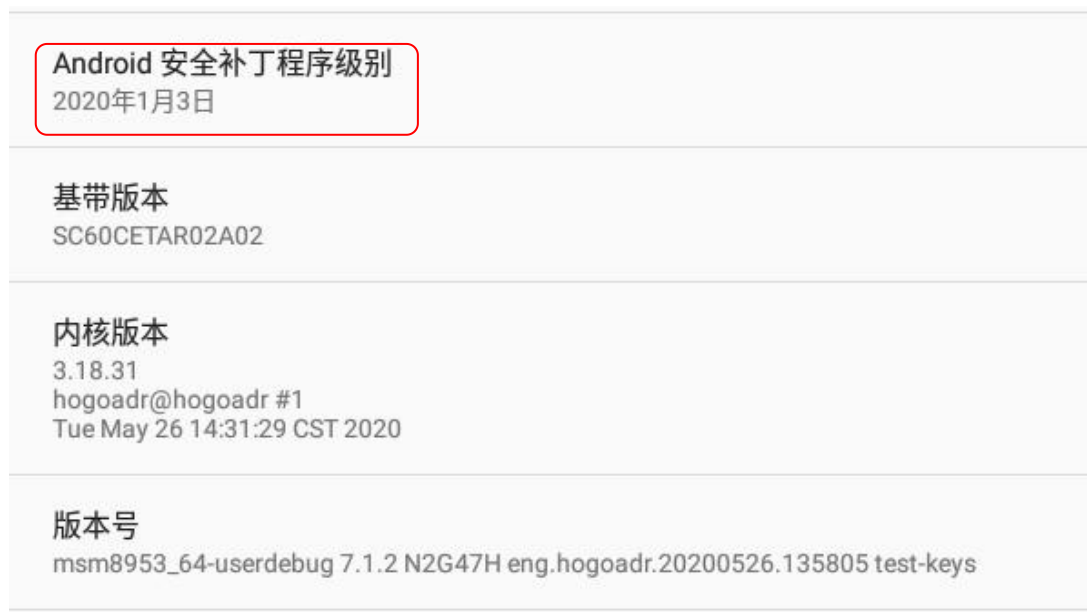 Android 安全补丁程序级别
2020年1月3日
基带版本
SC60CETAR02A02
内核版本
3.18.31
hogoadr@hogoadr #1
Tue May 26 14:31:29 CST 2020
版本号
msm8953_64-userdebug 7.1.2 N2G47H eng.hogoadr.20200526.135805 test-keys